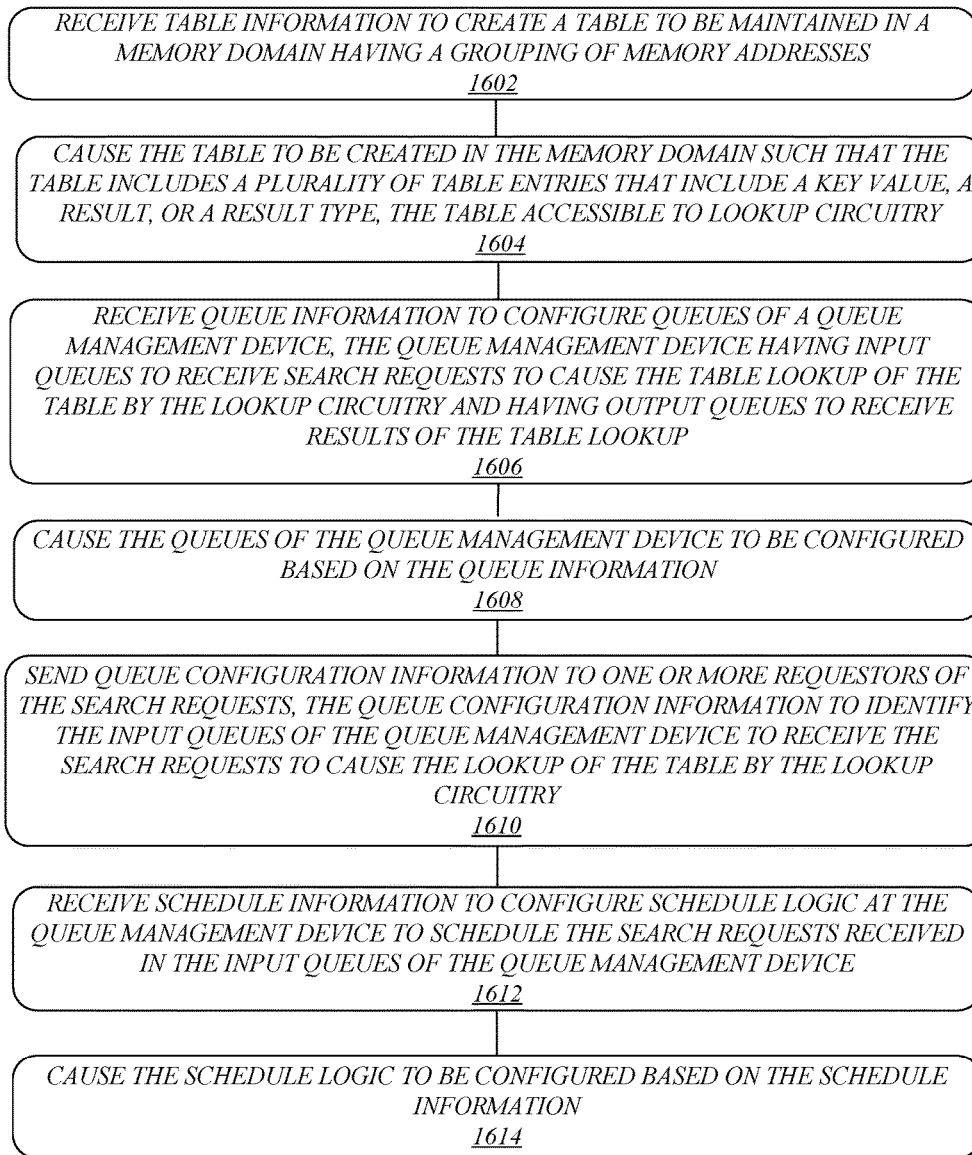 RECEIVE TABLE INFORMATION TO CREATE A TABLE TO BE MAINTAINED IN A
MEMORY DOMAIN HAVING A GROUPING OF MEMORY ADDRESSES
1602
CAUSE THE TABLE TO BE CREATED IN THE MEMORY DOMAIN SUCH THAT THE
TABLE INCLUDES A PLURALITY OF TABLE ENTRIES THAT INCLUDE A KEY VALUE, A
RESULT, OR A RESULT TYPE, THE TABLE ACCESSIBLE TO LOOKUP CIRCUITRY
1604
RECEIVE QUEUE INFORMATION TO CONFIGURE QUEUES OF A QUEUE
MANAGEMENT DEVICE, THE QUEUE MANAGEMENT DEVICE HAVING INPUT
QUEUES TO RECEIVE SEARCH REQUESTS TO CAUSE THE TABLE LOOKUP OF THE
TABLE BY THE LOOKUP CIRCUITRY AND HAVING OUTPUT QUEUES TO RECEIVE
RESULTS OF THE TABLE LOOKUP
1606
CAUSE THE QUEUES OF THE QUEUE MANAGEMENT DEVICE TO BE CONFIGURED
BASED ON THE QUEUE INFORMATION
1608
SEND QUEUE CONFIGURATION INFORMATION TO ONE OR MORE REQUESTORS OF
THE SEARCH REQUESTS, THE QUEUE CONFIGURATION INFORMATION TO IDENTIFY
THE INPUT QUEUES OF THE QUEUE MANAGEMENT DEVICE TO RECEIVE THE
SEARCH REQUESTS TO CAUSE THE LOOKUP OF THE TABLE BY THE LOOKUP
CIRCUITRY
1610
RECEIVE SCHEDULE INFORMATION TO CONFIGURE SCHEDULE LOGIC AT THE
QUEUE MANAGEMENT DEVICE TO SCHEDULE THE SEARCH REQUESTS RECEIVED
IN THE INPUT QUEUES OF THE QUEUE MANAGEMENT DEVICE
1612
CAUSE THE SCHEDULE LOGIC TO BE CONFIGURED BASED ON THE SCHEDULE
INFORMATION
1614